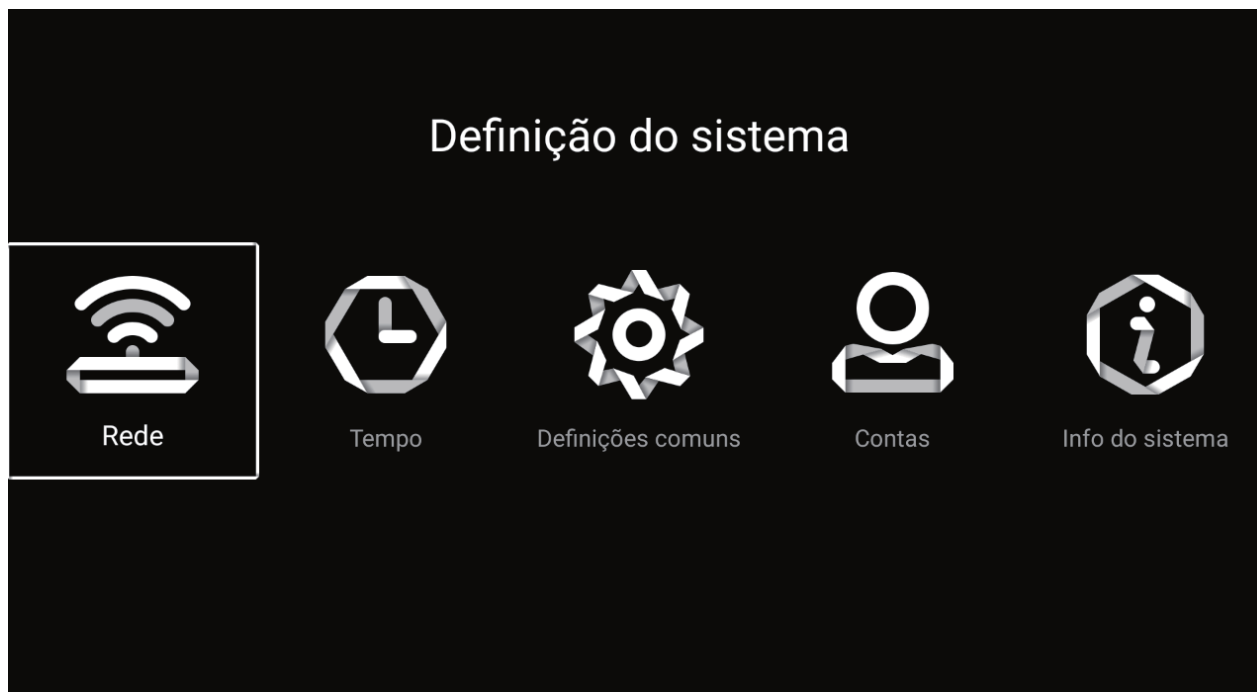 Definição do sistema
Rede
Tempo
Definições comuns
Contas
Info do sistema